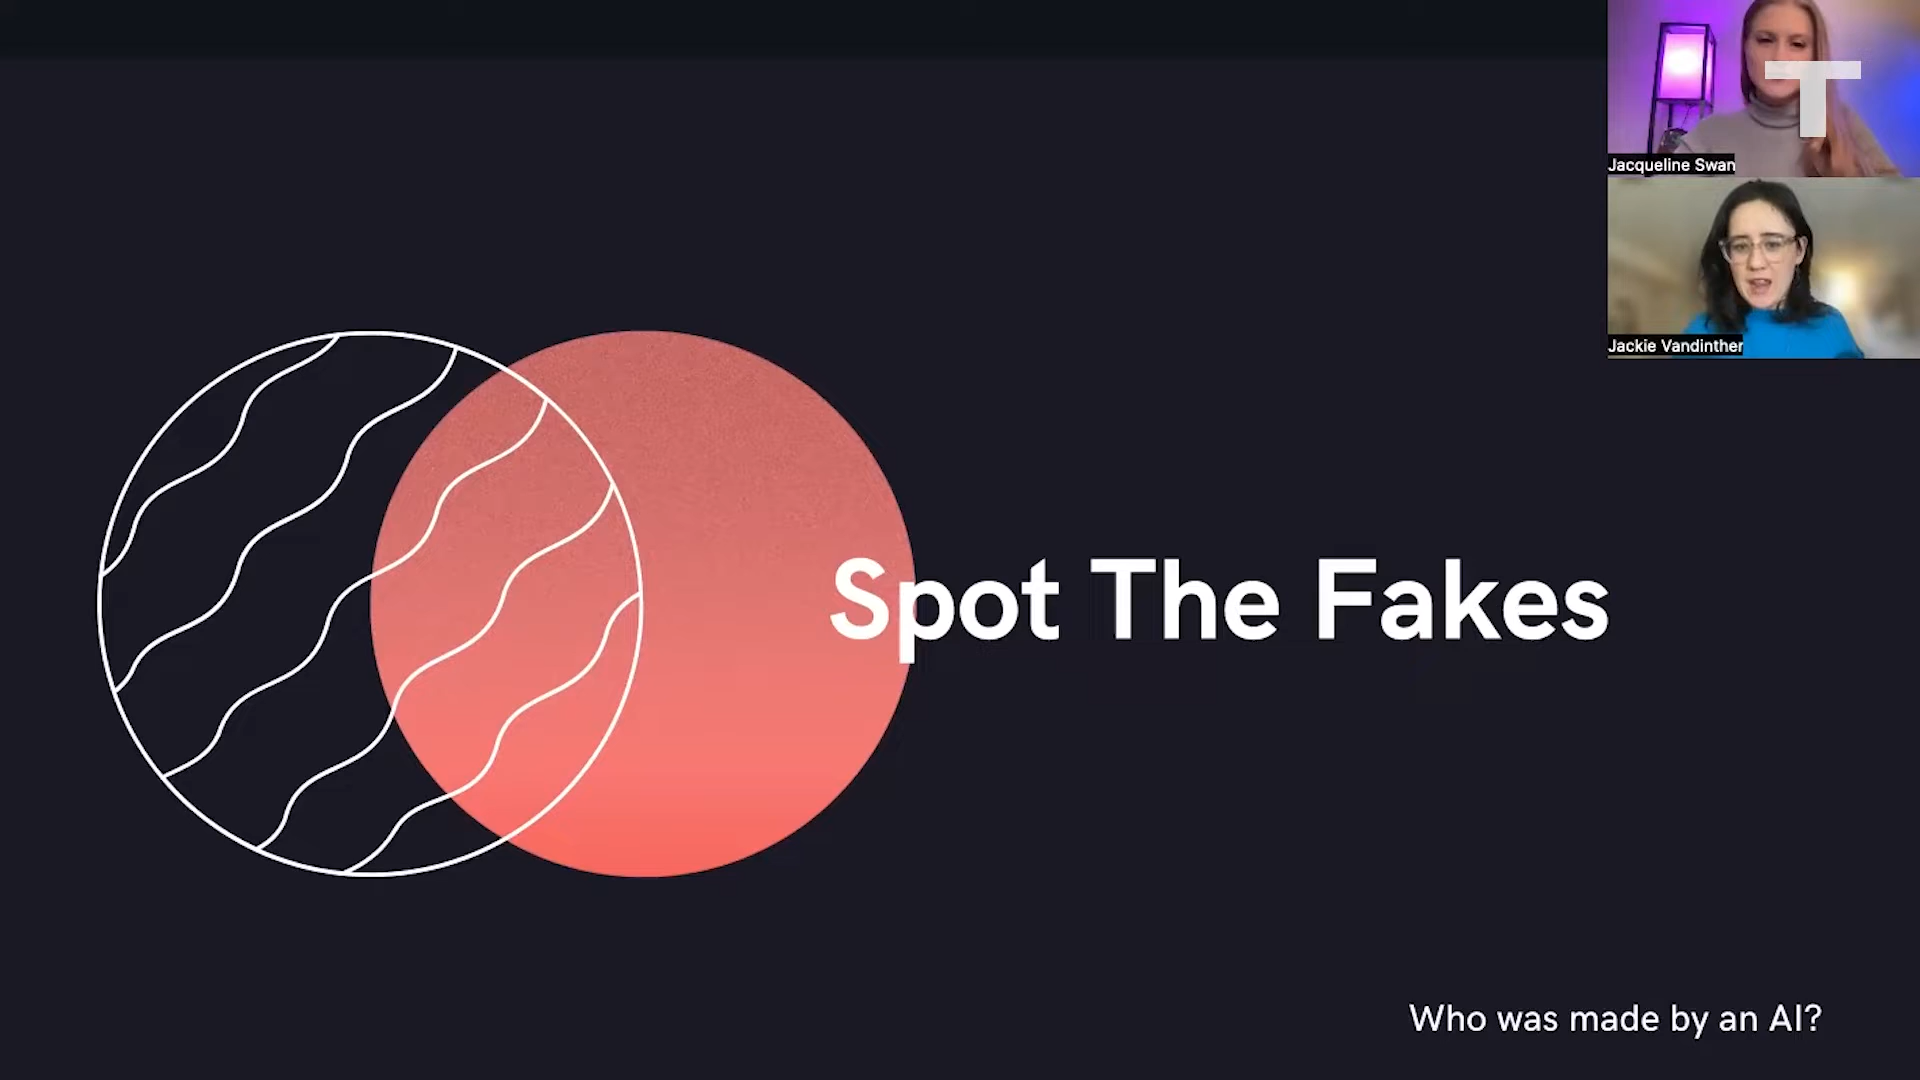 T
Jacqueline Swan
Jackie Vandinther
Spot The Fakes
Who was made by an AI?